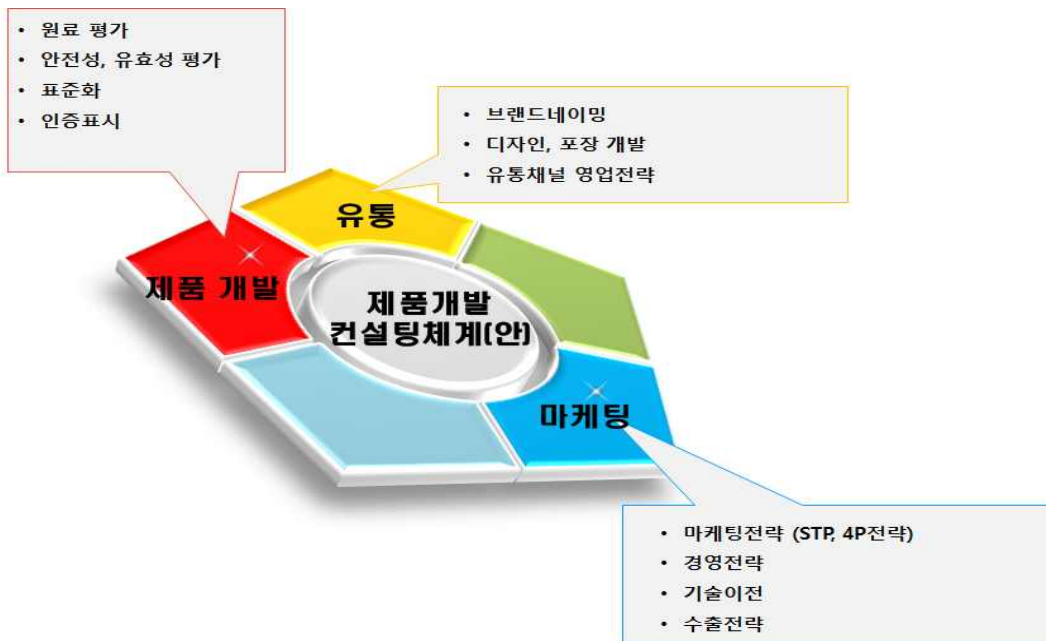 • 원료 평가
• 안전성, 유효성 평가
• 표준화
• 인증표시
• 브랜드네이밍
• 디자인, 포장 개발
• 유통채널 영업전략
유통
제품 개발
제품개발
컨설팅체계(안)
마케팅
• 마케팅전략 (STP, 4P전략)
• 경영전략
• 기술이전
• 수출전략